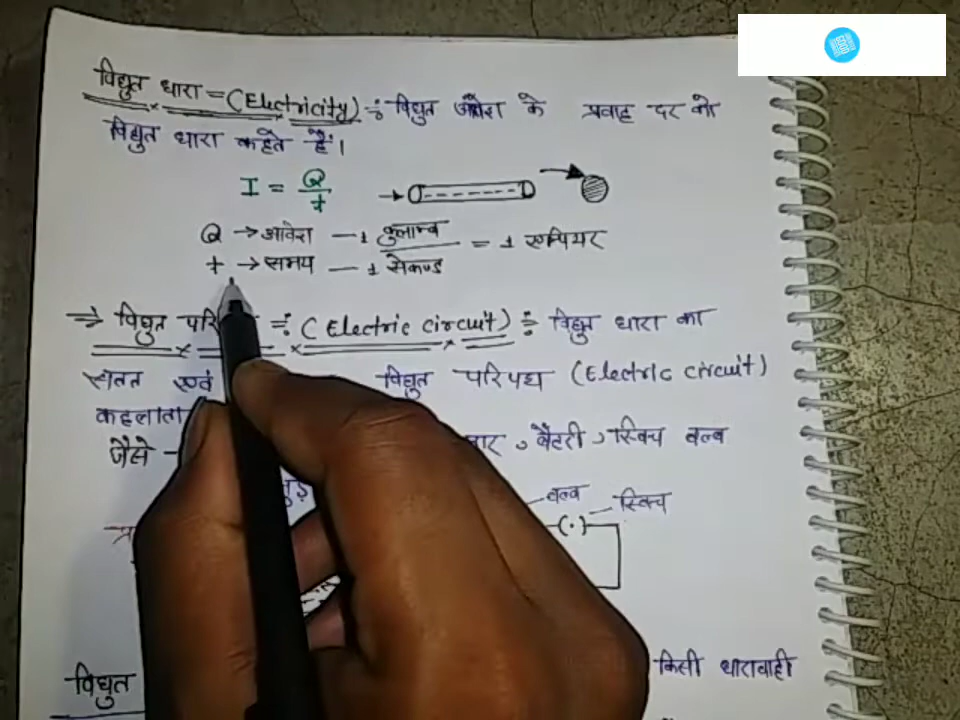 विद्युत धारा = (Electricity) ÷ विद्युत आवेश के प्रवाह दर को
विद्युत धारा कहते हैं।
I = Q/t
Q → आवेश — 1 कुलाम्ब
= 1 एम्पियर
t → समय — 1 सेकण्ड
⇒ विद्युत ÷ (Electric circuit) ÷ विद्युत धारा का
सतत एवं विद्युत परिपथ (Electric circuit)
कहलाता
जैसे - बैटरी, स्विच बल्ब
बल्ब स्विच
विद्युत किसी धारावाही